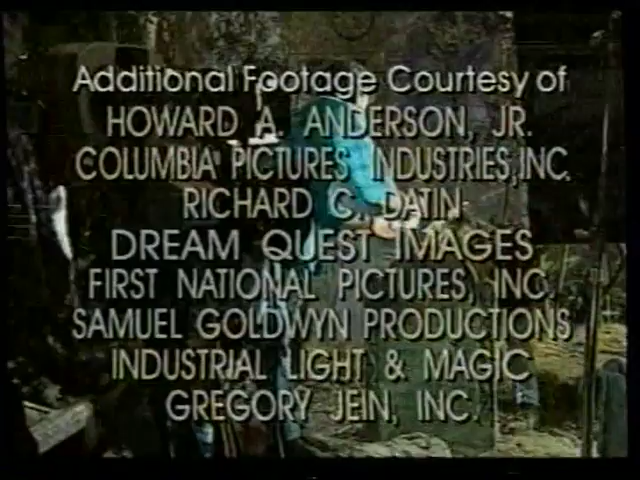 Additional Footage Courtesy of
HOWARD A. ANDERSON, JR.
COLUMBIA PICTURES INDUSTRIES, INC.
RICHARD C. DATIN
DREAM QUEST IMAGES
FIRST NATIONAL PICTURES, INC.
SAMUEL GOLDWYN PRODUCTIONS
INDUSTRIAL LIGHT & MAGIC
GREGORY JEIN, INC.